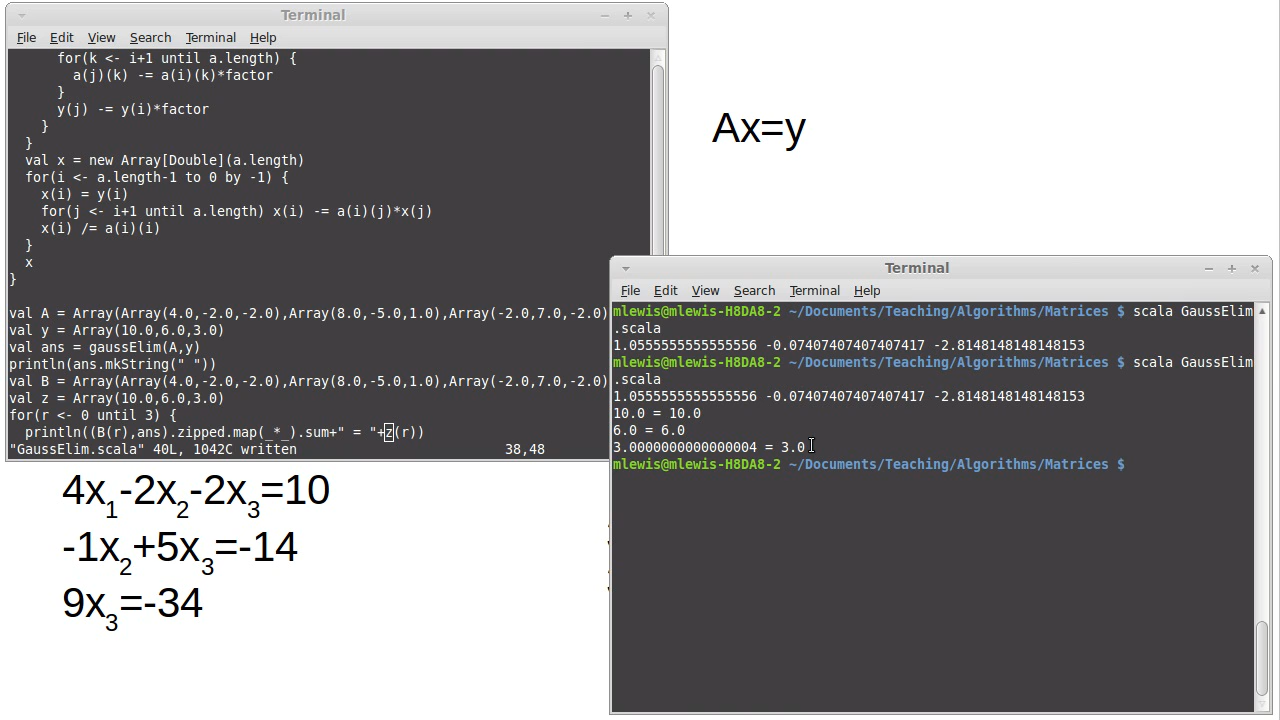 Terminal
File Edit View Search Terminal Help
for(k <- i+1 until a.length) {
a(j)(k) -= a(i)(k)*factor
}
y(j) -= y(i)*factor
}
}
val x = new Array[Double](a.length)
for(i <- a.length-1 to 0 by -1) {
x(i) = y(i)
for(j <- i+1 until a.length) x(i) -= a(i)(j)*x(j)
x(i) /= a(i)(i)
}
x
}
val A = Array(Array(4.0,-2.0,-2.0),Array(8.0,-5.0,1.0),Array(-2.0,7.0,-2.0)
val y = Array(10.0,6.0,3.0)
val ans = gaussElim(A,y)
println(ans.mkString(" "))
val B = Array(Array(4.0,-2.0,-2.0),Array(8.0,-5.0,1.0),Array(-2.0,7.0,-2.0)
val z = Array(10.0,6.0,3.0)
for(r <- 0 until 3) {
println((B(r),ans).zipped.map(_*_).sum+" = "+z(r))
"GaussElim.scala" 40L, 1042C written 38,48
Ax=y
Terminal
File Edit View Search Terminal Help
mlewis@mlewis-H8DA8-2 ~/Documents/Teaching/Algorithms/Matrices $ scala GaussElim
.scala
1.0555555555555556 -0.07407407407407417 -2.8148148148148153
mlewis@mlewis-H8DA8-2 ~/Documents/Teaching/Algorithms/Matrices $ scala GaussElim
.scala
1.0555555555555556 -0.07407407407407417 -2.8148148148148153
10.0 = 10.0
6.0 = 6.0
3.0000000000000004 = 3.0
mlewis@mlewis-H8DA8-2 ~/Documents/Teaching/Algorithms/Matrices $
4x₁-2x₂-2x₃=10
-1x₂+5x₃=-14
9x₃=-34